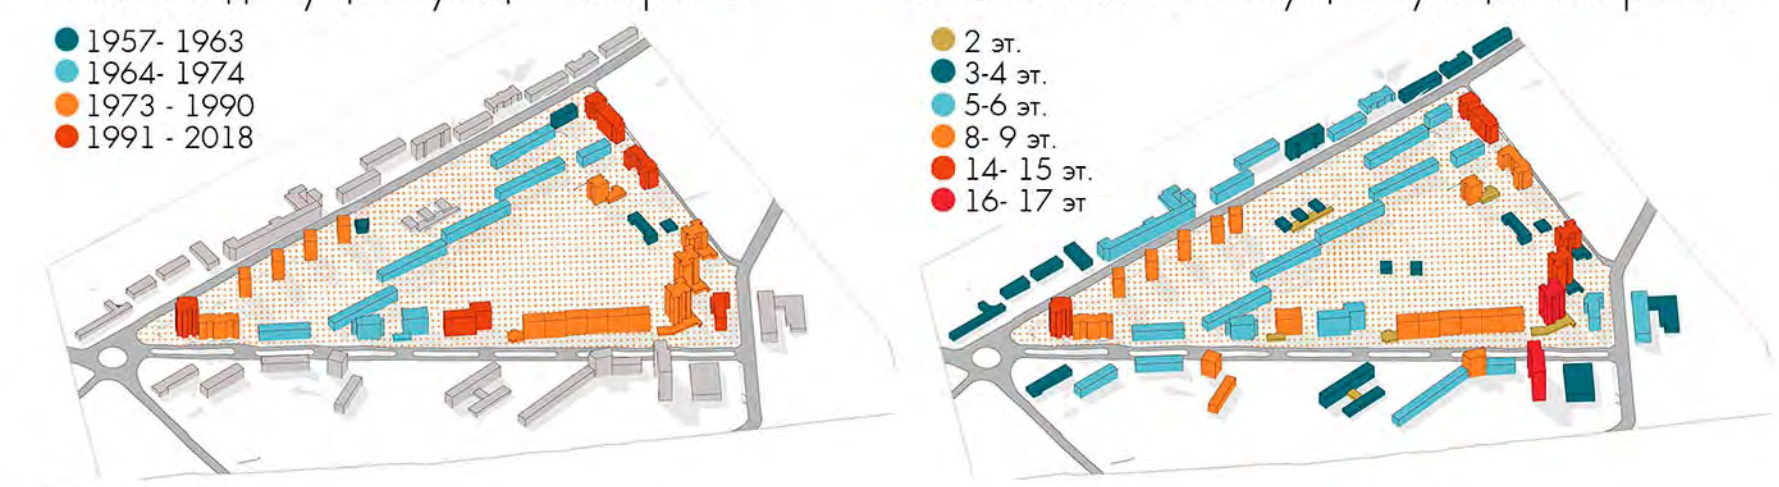 1957- 1963
1964- 1974
1973 - 1990
1991 - 2018
2 эт.
3-4 эт.
5-6 эт.
8- 9 эт.
14- 15 эт.
16- 17 эт